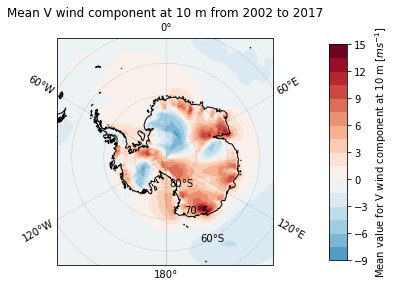 Mean V wind component at 10 m from 2002 to 2017
0°
60°W
60°E
80°S
70°S
60°S
120°W
120°E
180°
15
12
9
6
3
0
−3
−6
−9
Mean value for V wind component at 10 m [ms⁻¹]